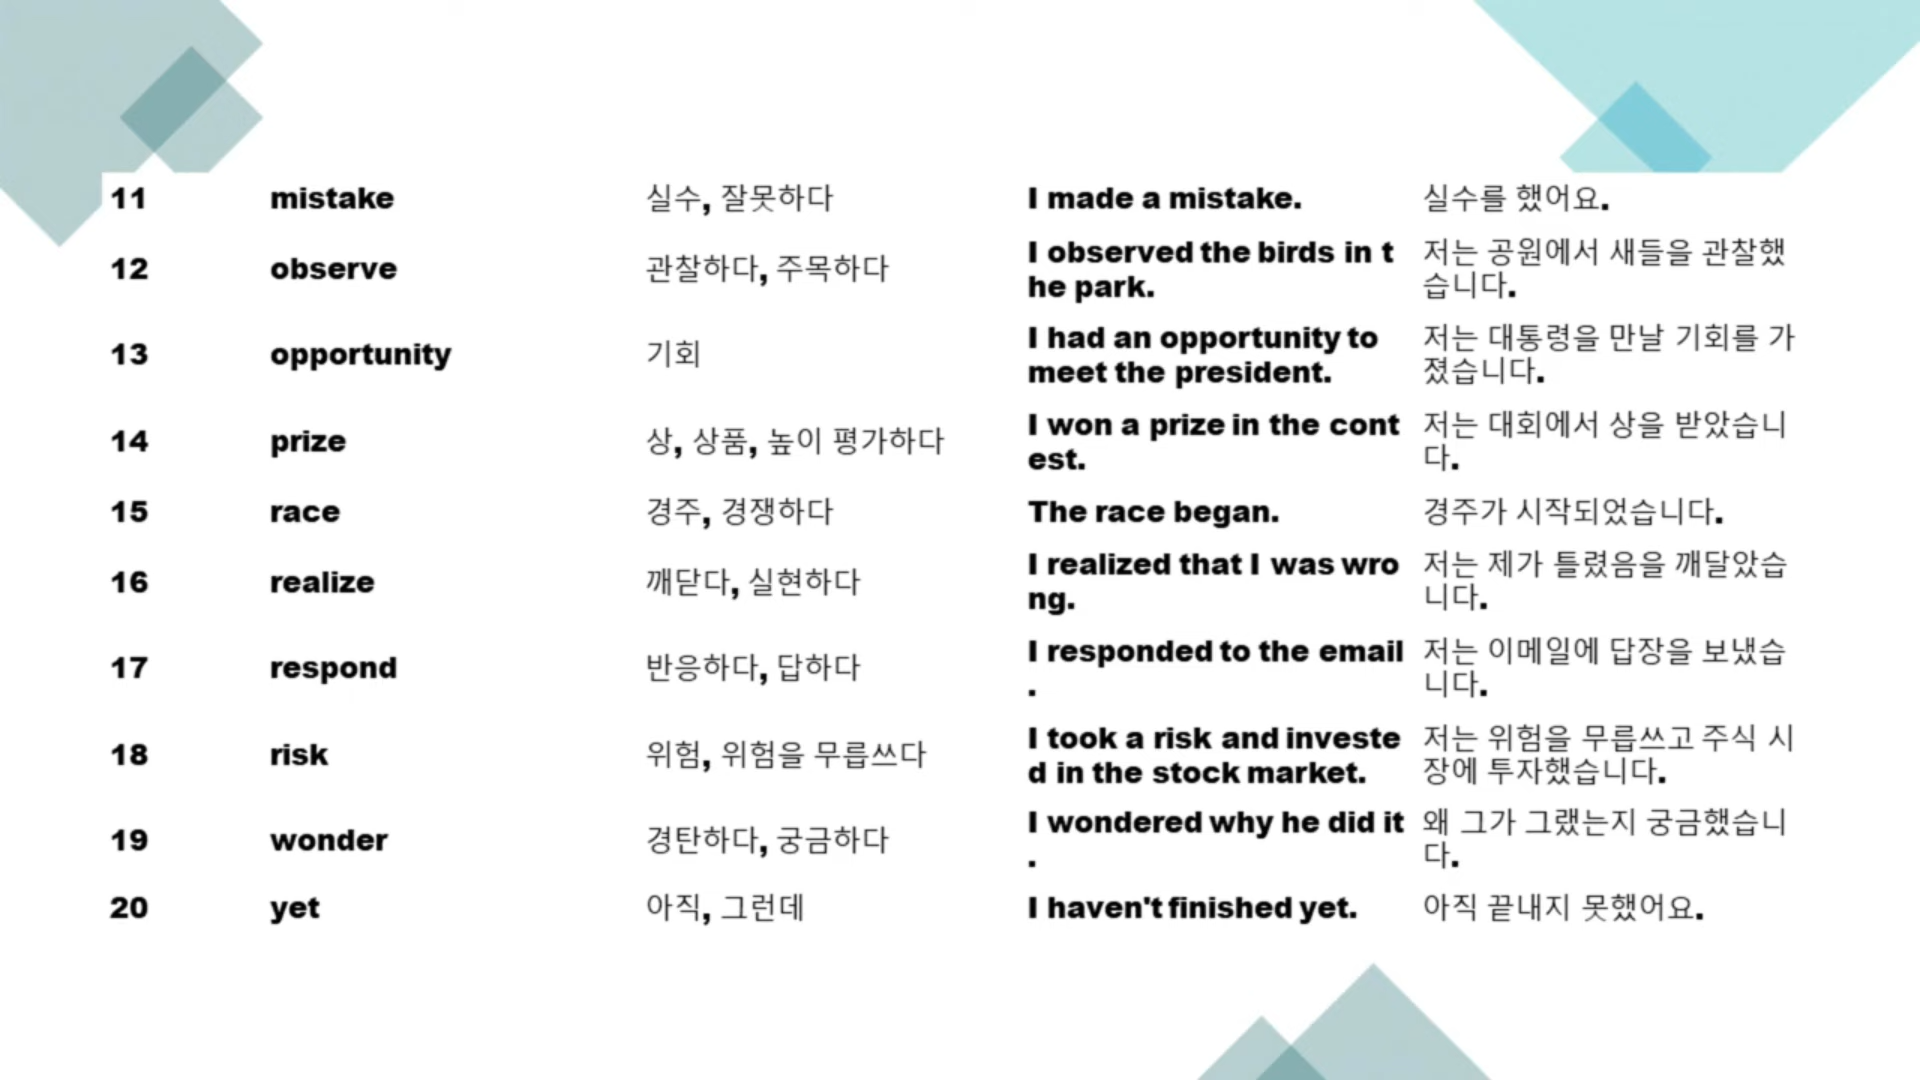 11 mistake 실수, 잘못하다 I made a mistake. 실수를 했어요.
12 observe 관찰하다, 주목하다 I observed the birds in t 저는 공원에서 새들을 관찰했
he park. 습니다.
13 opportunity 기회 I had an opportunity to 저는 대통령을 만날 기회를 가
meet the president. 졌습니다.
14 prize 상, 상품, 높이 평가하다 I won a prize in the cont 저는 대회에서 상을 받았습니
est. 다.
15 race 경주, 경쟁하다 The race began. 경주가 시작되었습니다.
16 realize 깨닫다, 실현하다 I realized that I was wro 저는 제가 틀렸음을 깨달았습
ng. 니다.
17 respond 반응하다, 답하다 I responded to the email 저는 이메일에 답장을 보냈습
. 니다.
18 risk 위험, 위험을 무릅쓰다 I took a risk and investe 저는 위험을 무릅쓰고 주식 시
d in the stock market. 장에 투자했습니다.
19 wonder 경탄하다, 궁금하다 I wondered why he did it 왜 그가 그랬는지 궁금했습니
. 다.
20 yet 아직, 그런데 I haven't finished yet. 아직 끝내지 못했어요.